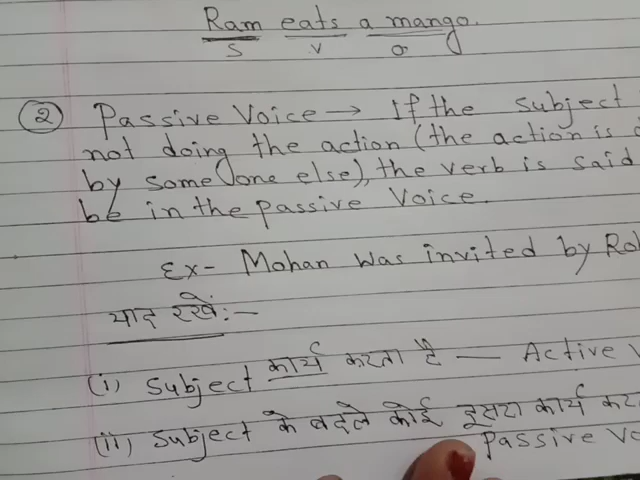 Ram eats a mango.
S V O
② Passive Voice → If the subject
not doing the action (the action is
by someone else), the verb is said
be in the passive Voice.
Ex- Mohan was invited by
याद रखें:-
(i) Subject कार्य करता है — Active
(ii) Subject के बदले कोई दूसरा कार्य
Passive